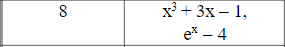 8 x³ + 3x – 1,
eˣ – 4